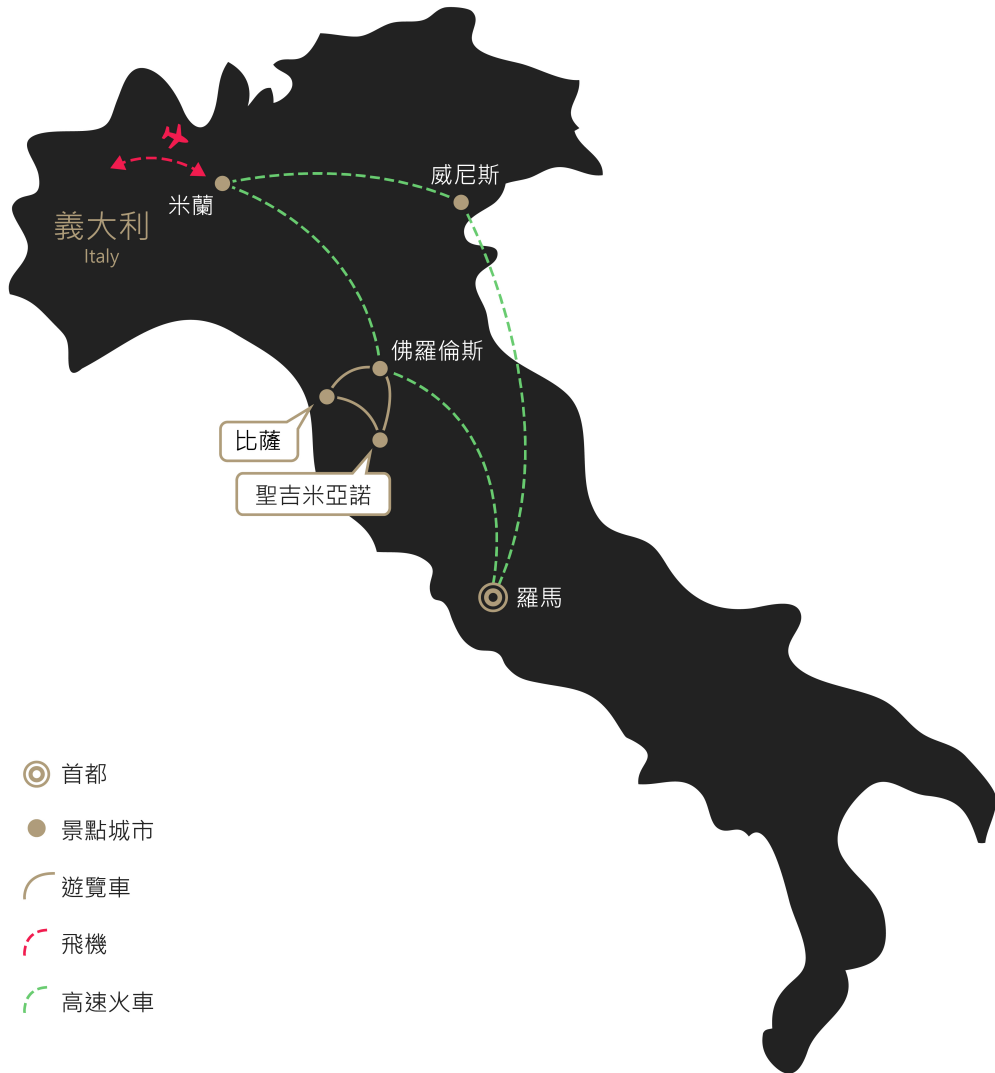 威尼斯
米蘭
義大利
Italy
佛羅倫斯
比薩
聖吉米亞諾
羅馬
首都
景點城市
遊覽車
飛機
高速火車